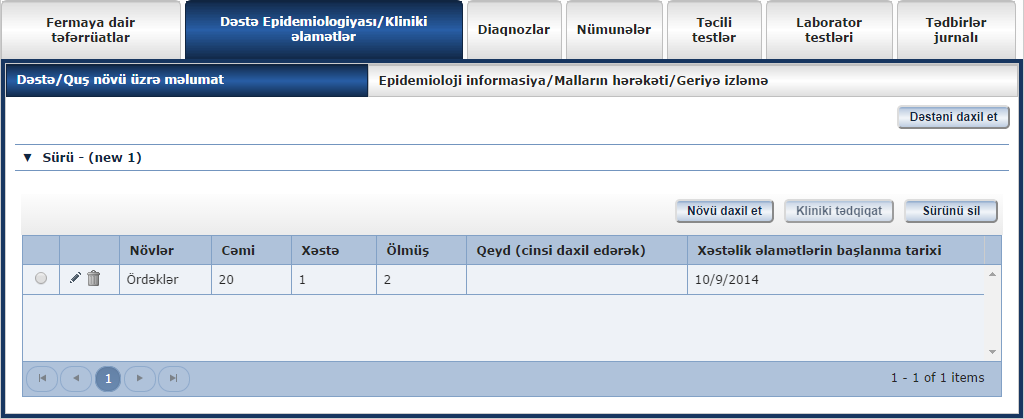 Fermaya dair
təfərrüatlar
Dəstə Epidemiologiyası/Kliniki
əlamətlər
Diaqnozlar
Nümunələr
Təcili
testlər
Laborator
testləri
Tədbirlər
jurnalı
Dəstə/Quş növü üzrə məlumat
Epidemioloji informasiya/Malların hərəkəti/Geriyə izləmə
Dəstəni daxil et
▼ Sürü - (new 1)
Növü daxil et
Kliniki tədqiqat
Sürünü sil
Növlər Cəmi Xəstə Ölmüş Qeyd (cinsi daxil edərək) Xəstəlik əlamətlərin başlanma tarixi
Ördəklər 20 1 2 10/9/2014
1
1 - 1 of 1 items